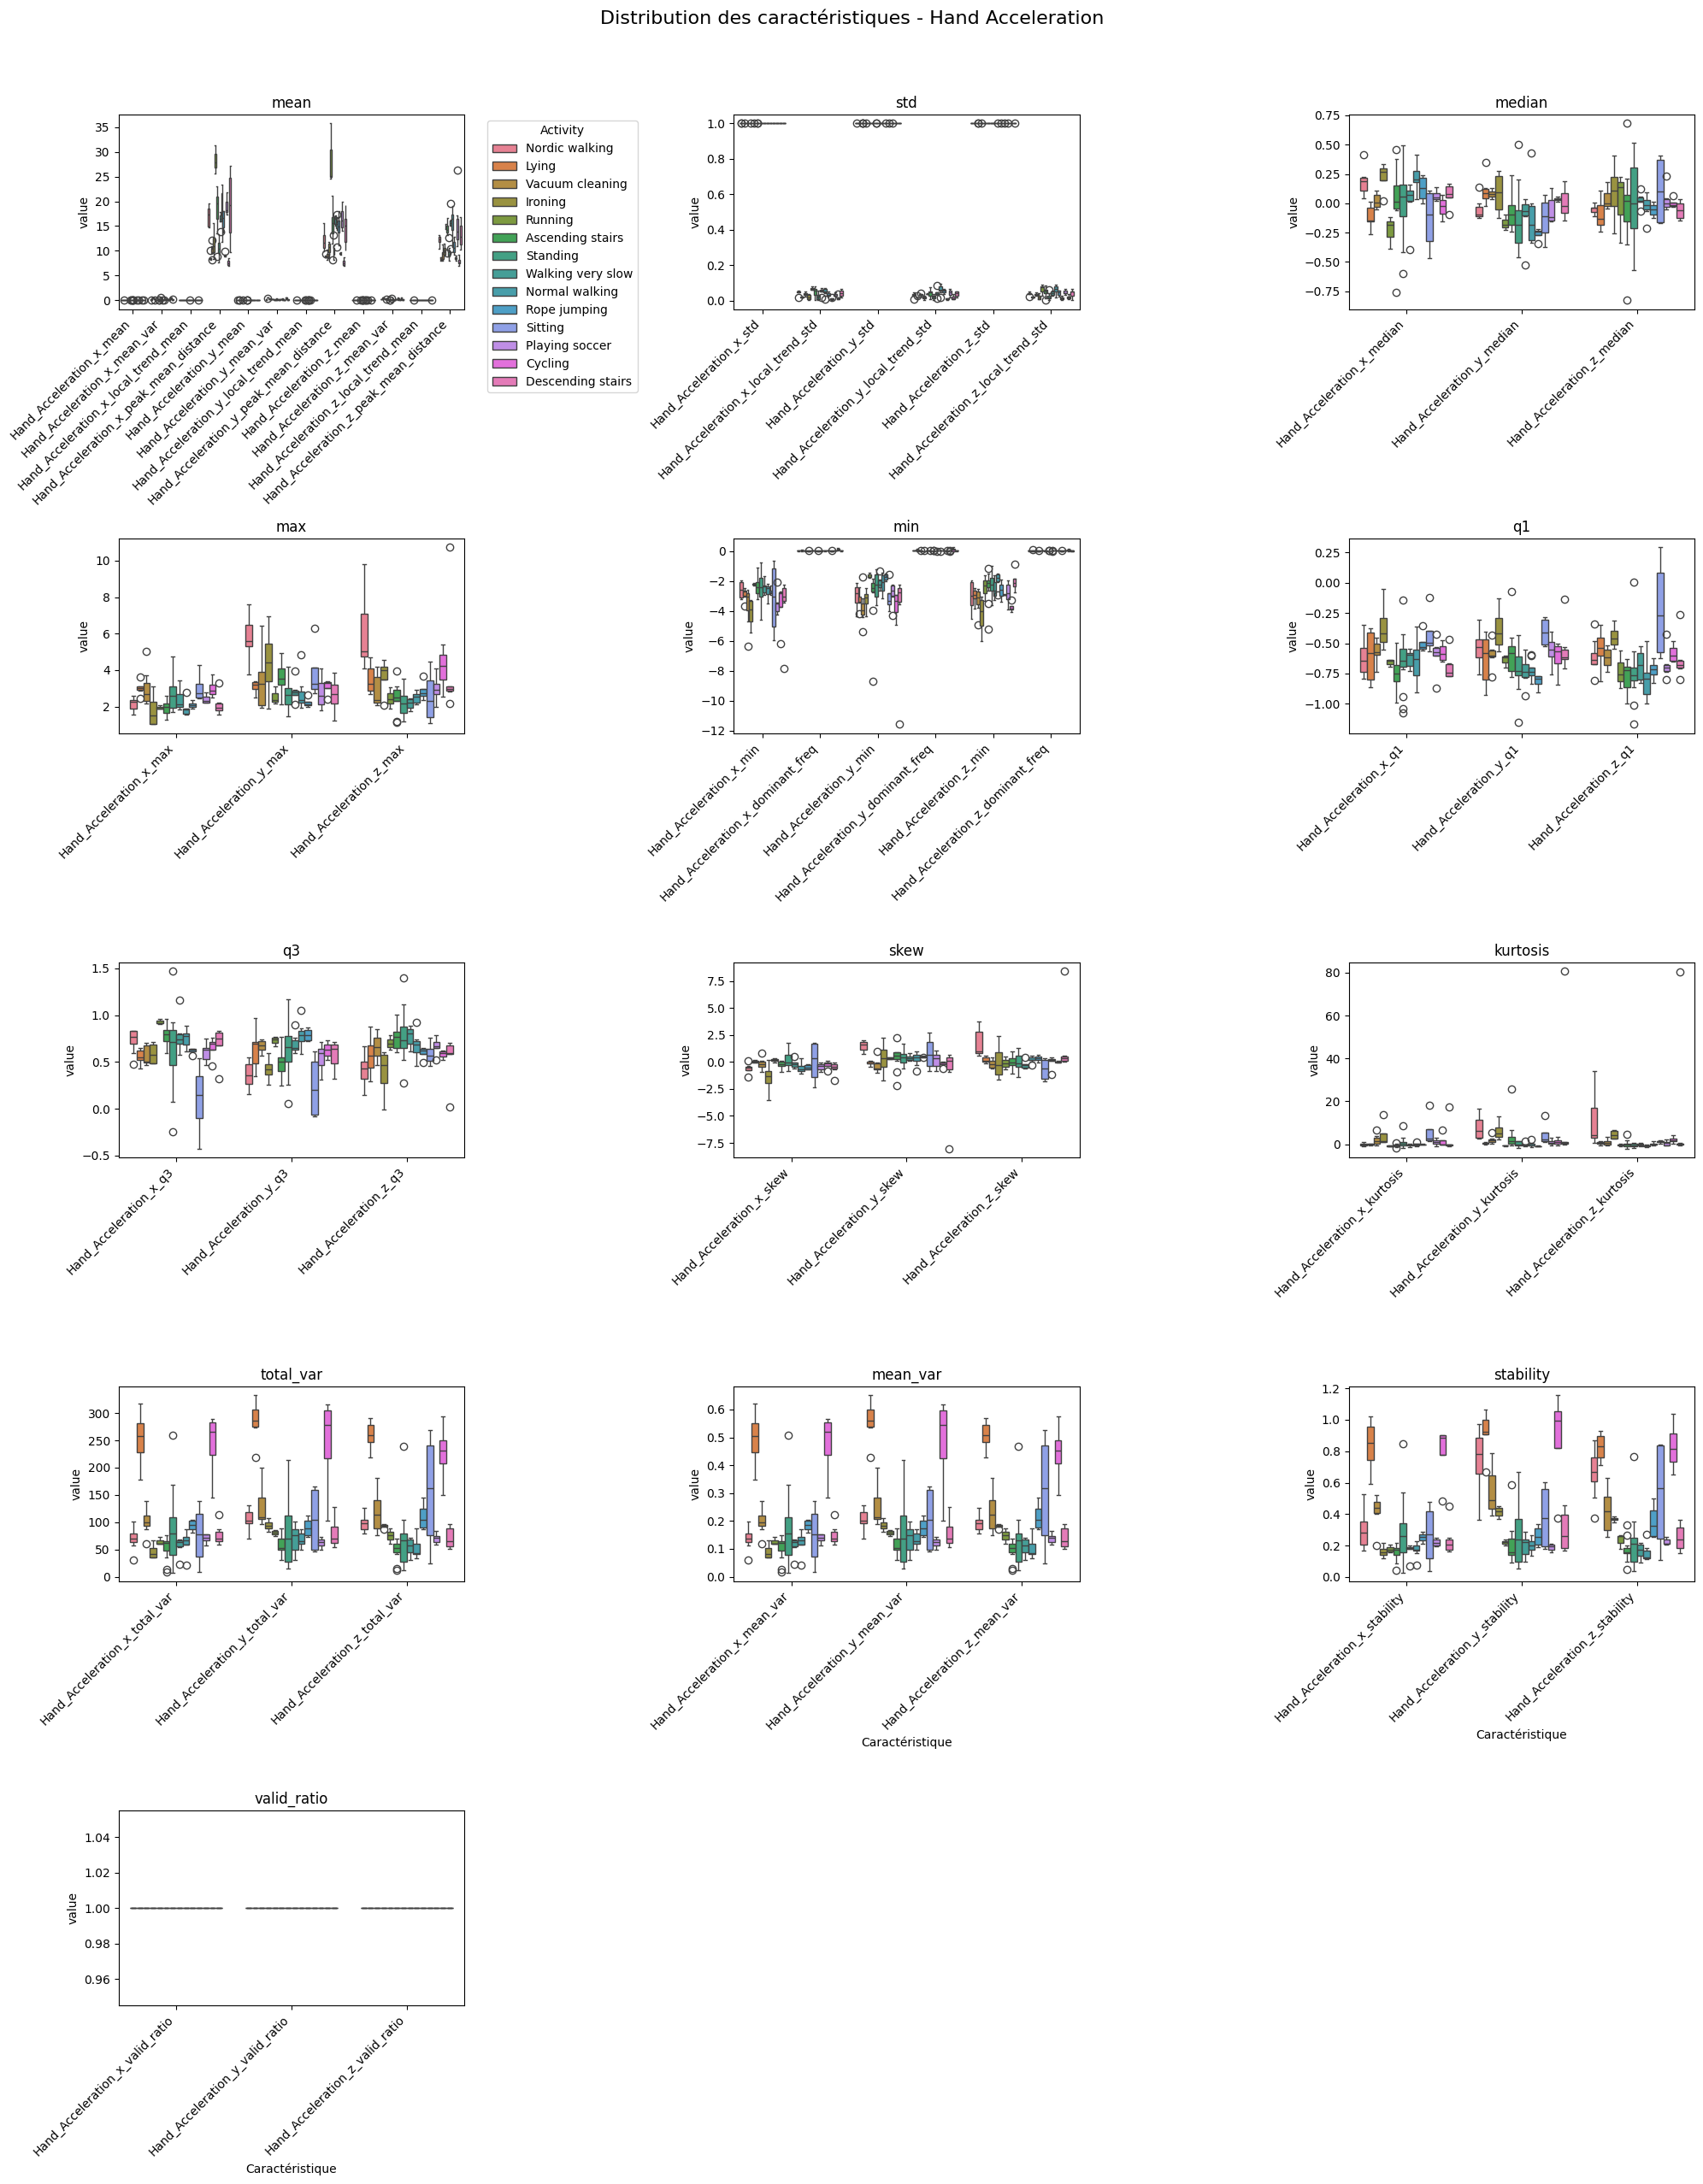 Distribution des caractéristiques - Hand Acceleration
mean
value
35
30
25
20
15
10
5
0
Hand_Acceleration_x_mean
Hand_Acceleration_x_mean_var
Hand_Acceleration_x_local_trend_mean
Hand_Acceleration_x_peak_mean_distance
Hand_Acceleration_y_mean
Hand_Acceleration_y_mean_var
Hand_Acceleration_y_local_trend_mean
Hand_Acceleration_y_peak_mean_distance
Hand_Acceleration_z_mean
Hand_Acceleration_z_mean_var
Hand_Acceleration_z_local_trend_mean
Hand_Acceleration_z_peak_mean_distance
Activity
Nordic walking
Lying
Vacuum cleaning
Ironing
Running
Ascending stairs
Standing
Walking very slow
Normal walking
Rope jumping
Sitting
Playing soccer
Cycling
Descending stairs
std
value
1.0
0.8
0.6
0.4
0.2
0.0
Hand_Acceleration_x_std
Hand_Acceleration_x_local_trend_std
Hand_Acceleration_y_std
Hand_Acceleration_y_local_trend_std
Hand_Acceleration_z_std
Hand_Acceleration_z_local_trend_std
median
value
0.75
0.50
0.25
0.00
−0.25
−0.50
−0.75
Hand_Acceleration_x_median
Hand_Acceleration_y_median
Hand_Acceleration_z_median
max
value
10
8
6
4
2
Hand_Acceleration_x_max
Hand_Acceleration_y_max
Hand_Acceleration_z_max
min
value
0
−2
−4
−6
−8
−10
−12
Hand_Acceleration_x_min
Hand_Acceleration_x_dominant_freq
Hand_Acceleration_y_min
Hand_Acceleration_y_dominant_freq
Hand_Acceleration_z_min
Hand_Acceleration_z_dominant_freq
q1
value
0.25
0.00
−0.25
−0.50
−0.75
−1.00
Hand_Acceleration_x_q1
Hand_Acceleration_y_q1
Hand_Acceleration_z_q1
q3
value
1.5
1.0
0.5
0.0
−0.5
Hand_Acceleration_x_q3
Hand_Acceleration_y_q3
Hand_Acceleration_z_q3
skew
value
7.5
5.0
2.5
0.0
−2.5
−5.0
−7.5
Hand_Acceleration_x_skew
Hand_Acceleration_y_skew
Hand_Acceleration_z_skew
kurtosis
value
80
60
40
20
0
Hand_Acceleration_x_kurtosis
Hand_Acceleration_y_kurtosis
Hand_Acceleration_z_kurtosis
total_var
value
300
250
200
150
100
50
0
Hand_Acceleration_x_total_var
Hand_Acceleration_y_total_var
Hand_Acceleration_z_total_var
mean_var
value
0.6
0.5
0.4
0.3
0.2
0.1
0.0
Hand_Acceleration_x_mean_var
Hand_Acceleration_y_mean_var
Hand_Acceleration_z_mean_var
Caractéristique
stability
value
1.2
1.0
0.8
0.6
0.4
0.2
0.0
Hand_Acceleration_x_stability
Hand_Acceleration_y_stability
Hand_Acceleration_z_stability
Caractéristique
valid_ratio
value
1.04
1.02
1.00
0.98
0.96
Hand_Acceleration_x_valid_ratio
Hand_Acceleration_y_valid_ratio
Hand_Acceleration_z_valid_ratio
Caractéristique